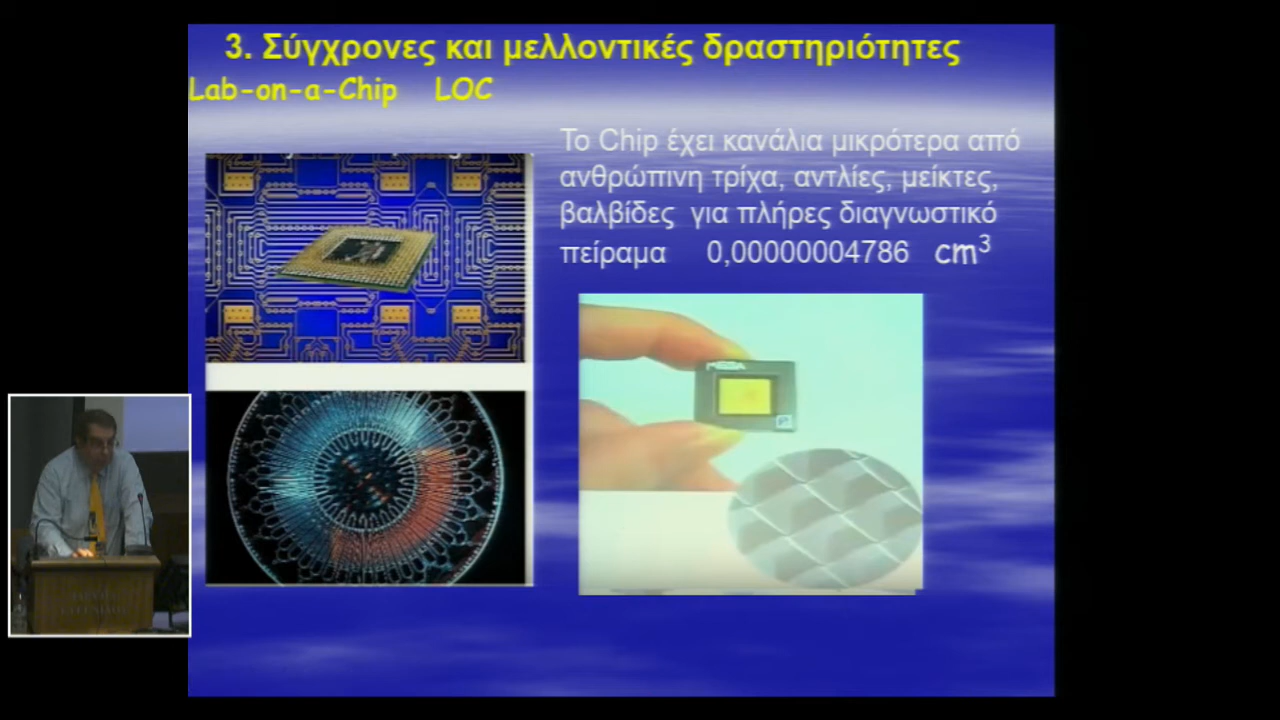 3. Σύγχρονες και μελλοντικές δραστηριότητες
Lab-on-a-Chip LOC
Το Chip έχει κανάλια μικρότερα από
ανθρώπινη τρίχα, αντλίες, μείκτες,
βαλβίδες για πλήρες διαγνωστικό
πείραμα 0,00000004786 cm³